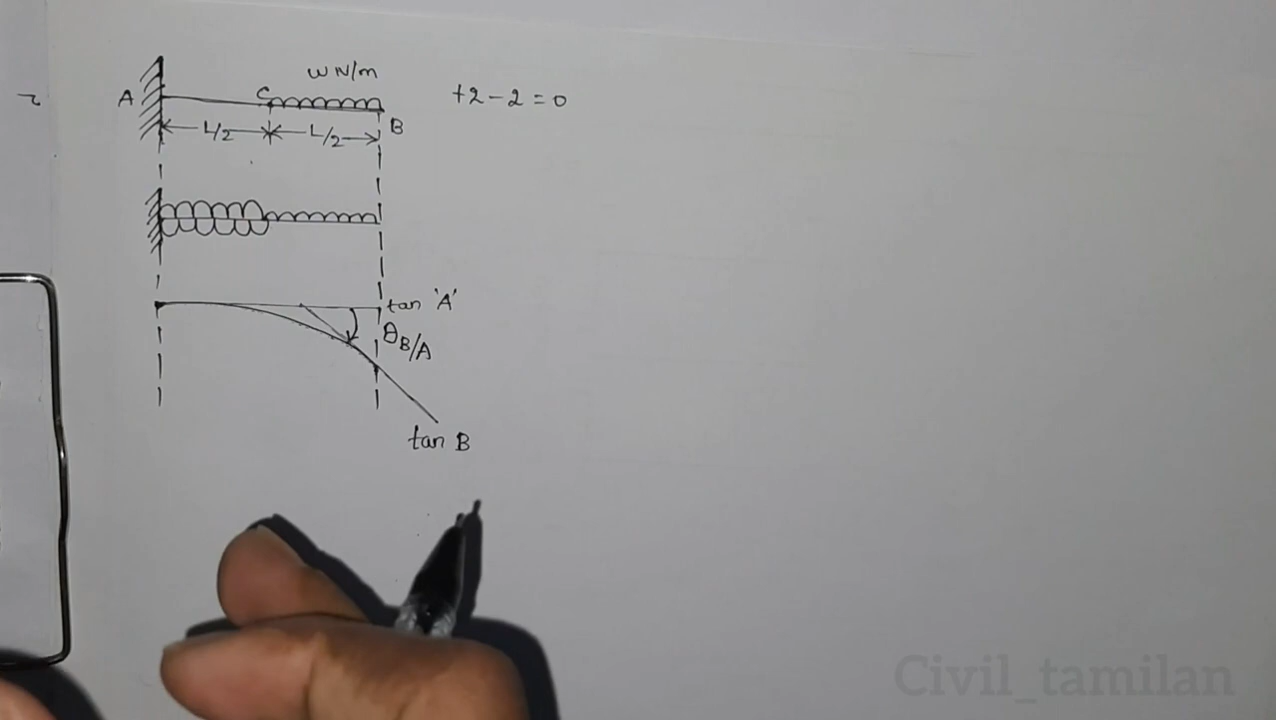 w N/m
A C +2-2=0
L/2 L/2 B
tan 'A'
θB/A
tan B
Civil_tamilan